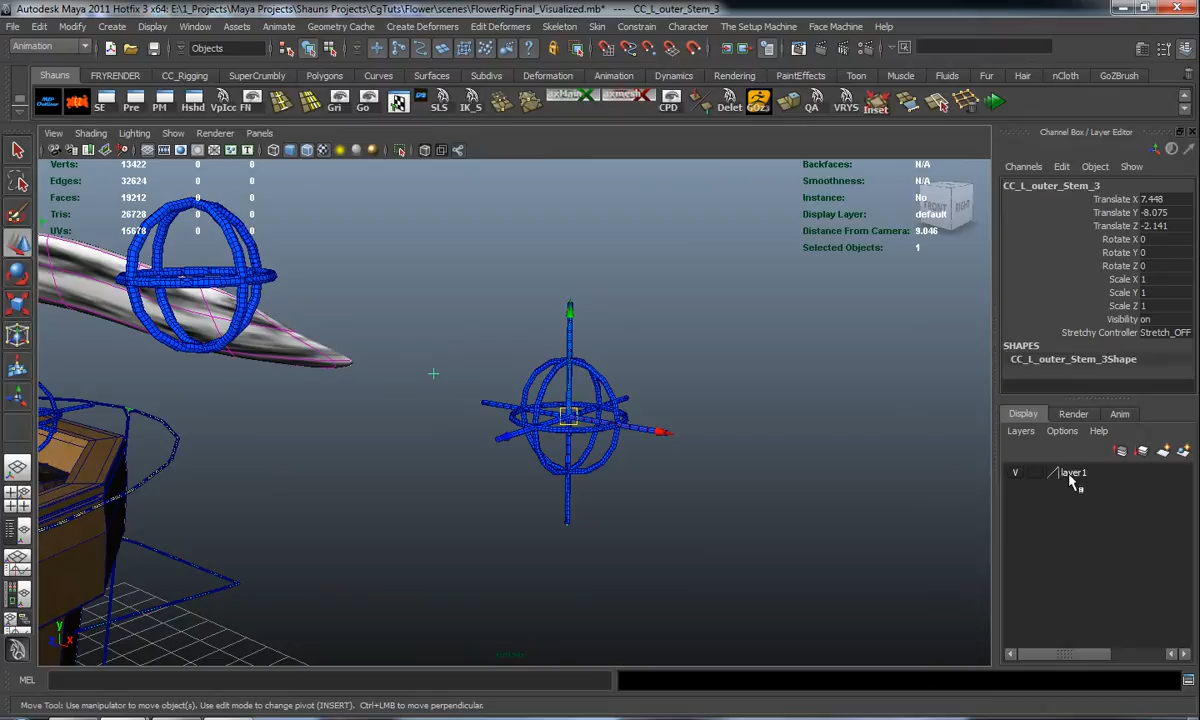 Autodesk Maya 2011 Hotfix 3 x64: E:\1_Projects\Maya Projects\Shauns Projects\CgTuts\Flower\scenes\FlowerRigFinal_Visualized.mb* --- CC_L_outer_Stem_3
File Edit Modify Create Display Window Assets Animate Geometry Cache Create Deformers Edit Deformers Skeleton Skin Constrain Character The Setup Machine Face Machine Help
Animation Objects
Shauns FRYRENDER CC_Rigging SuperCrumbly Polygons Curves Surfaces Subdivs Deformation Animation Dynamics Rendering PaintEffects Toon Muscle Fluids Fur Hair nCloth GoZBrush
SE Pre PM Hshd VpIcc FN Gri Go SLS IK_S axHair axmesh CPD Delet GOZ QA VRYS Inset
View Shading Lighting Show Renderer Panels
Channel Box / Layer Editor
Channels Edit Object Show
Verts: 13422 0 0
Edges: 32624 0 0
Faces: 19212 0 0
Tris: 26728 0 0
UVs: 15678 0 0
Backfaces: N/A
Smoothness: N/A
Instance: No
Display Layer: default
Distance From Camera: 9.046
Selected Objects: 1
FRONT RIGHT
CC_L_outer_Stem_3
Translate X 7.448
Translate Y -8.075
Translate Z -2.141
Rotate X 0
Rotate Y 0
Rotate Z 0
Scale X 1
Scale Y 1
Scale Z 1
Visibility on
Stretchy Controller Stretch_OFF
SHAPES
CC_L_outer_Stem_3Shape
Display Render Anim
Layers Options Help
V layer1
y
z x
MEL
Move Tool: Use manipulator to move object(s). Use edit mode to change pivot (INSERT). Ctrl+LMB to move perpendicular.